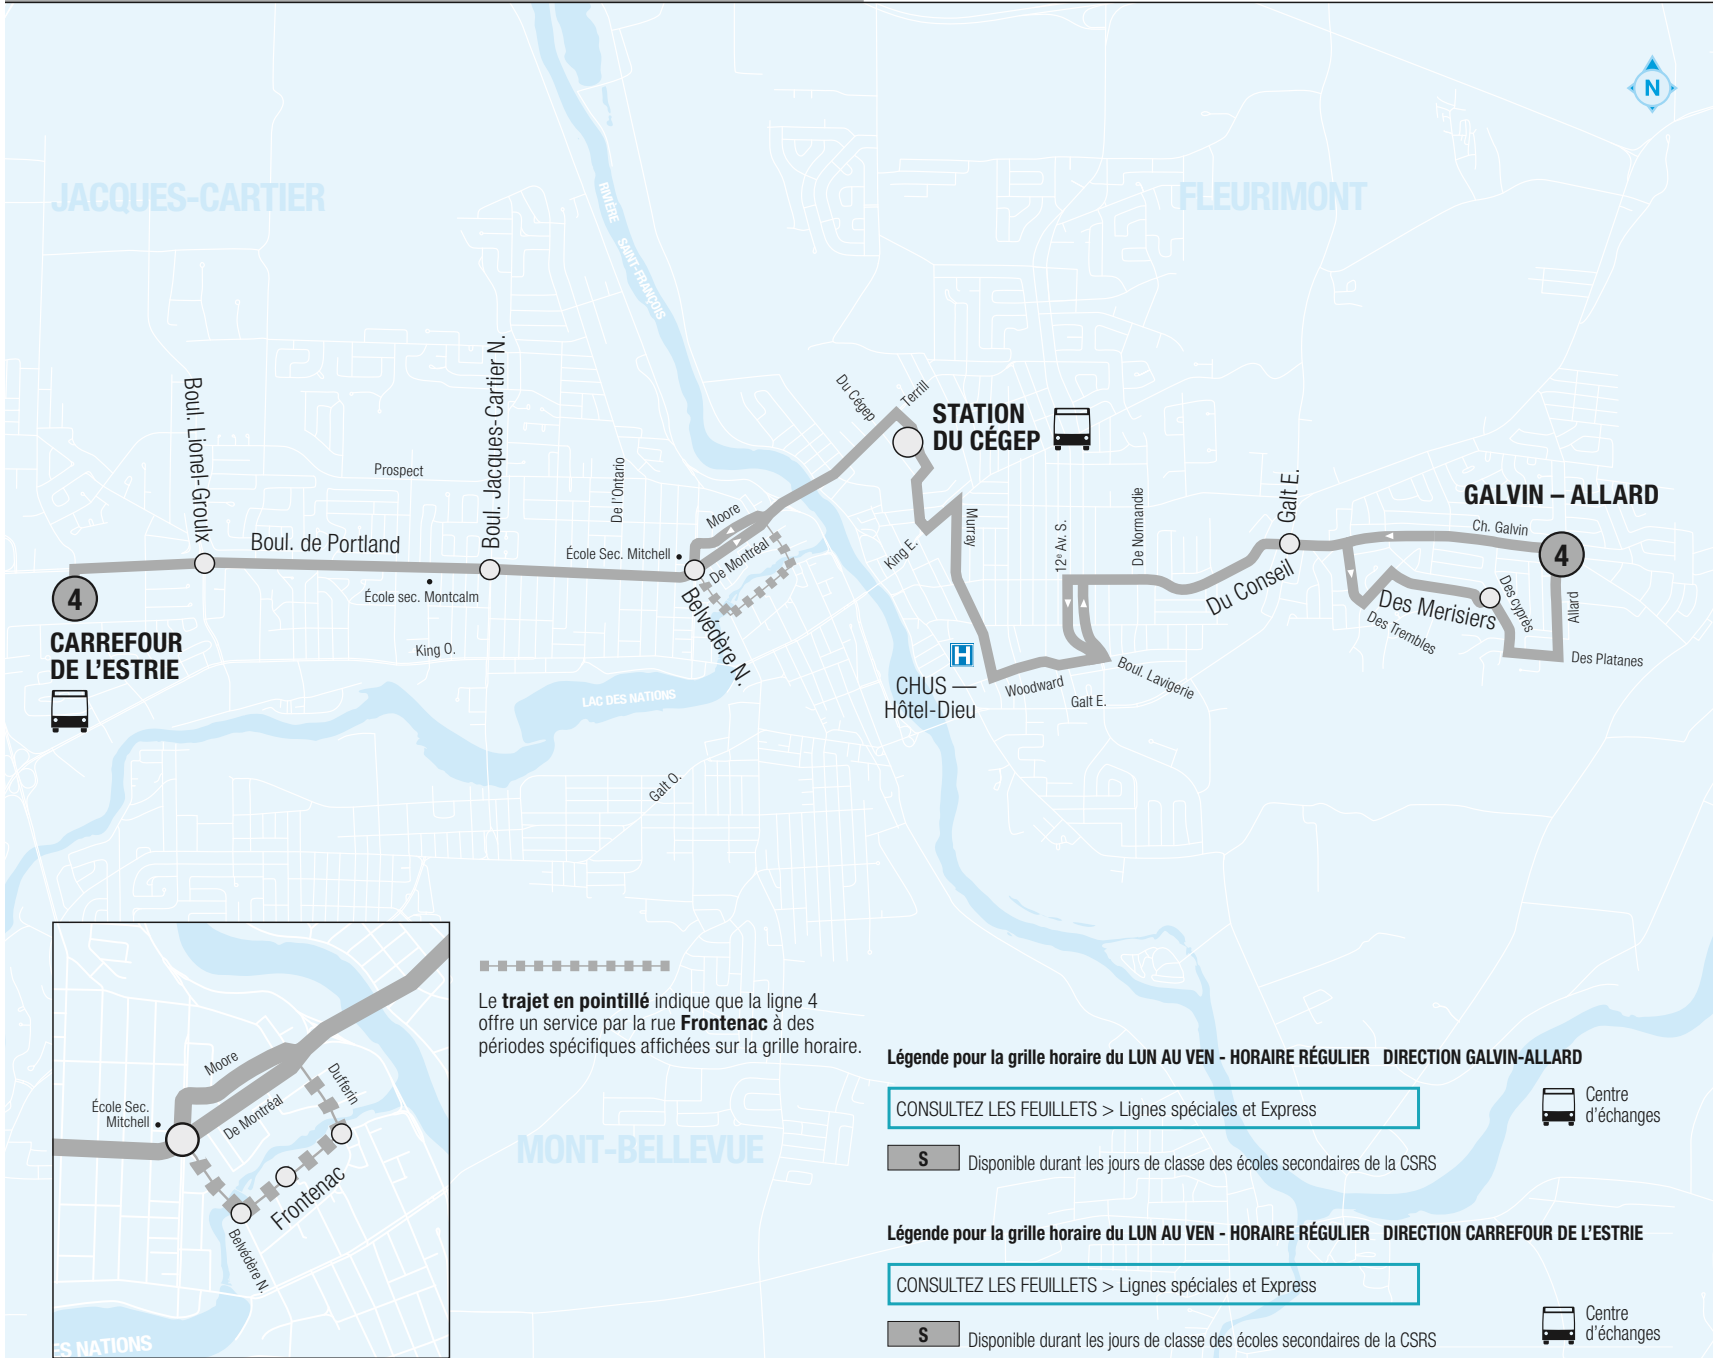 N
JACQUES-CARTIER
FLEURIMONT
RIVIÈRE SAINT-FRANÇOIS
Boul. Lionel-Groulx
Boul. Jacques-Cartier N.
Prospect
De l'Ontario
Boul. de Portland
École sec. Montcalm
King O.
École Sec. Mitchell
Moore
De Montréal
Belvédère N.
Du Cégep
Terrill
STATION
DU CÉGEP
King E.
Murray
12e Av. S.
De Normandie
Galt E.
GALVIN – ALLARD
Ch. Galvin
4
Du Conseil
Des Merisiers
Des cyprès
Allard
Des Trembles
Des Platanes
Boul. Lavigerie
Woodward
Galt E.
H
CHUS —
Hôtel-Dieu
4
CARREFOUR
DE L'ESTRIE
LAC DES NATIONS
Galt O.
MONT-BELLEVUE
Moore
École Sec.
Mitchell
De Montréal
Dufferin
Frontenac
Belvédère N.
ES NATIONS
Le trajet en pointillé indique que la ligne 4
offre un service par la rue Frontenac à des
périodes spécifiques affichées sur la grille horaire.
Légende pour la grille horaire du LUN AU VEN - HORAIRE RÉGULIER DIRECTION GALVIN-ALLARD
CONSULTEZ LES FEUILLETS > Lignes spéciales et Express
Centre
d'échanges
S Disponible durant les jours de classe des écoles secondaires de la CSRS
Légende pour la grille horaire du LUN AU VEN - HORAIRE RÉGULIER DIRECTION CARREFOUR DE L'ESTRIE
CONSULTEZ LES FEUILLETS > Lignes spéciales et Express
Centre
d'échanges
S Disponible durant les jours de classe des écoles secondaires de la CSRS